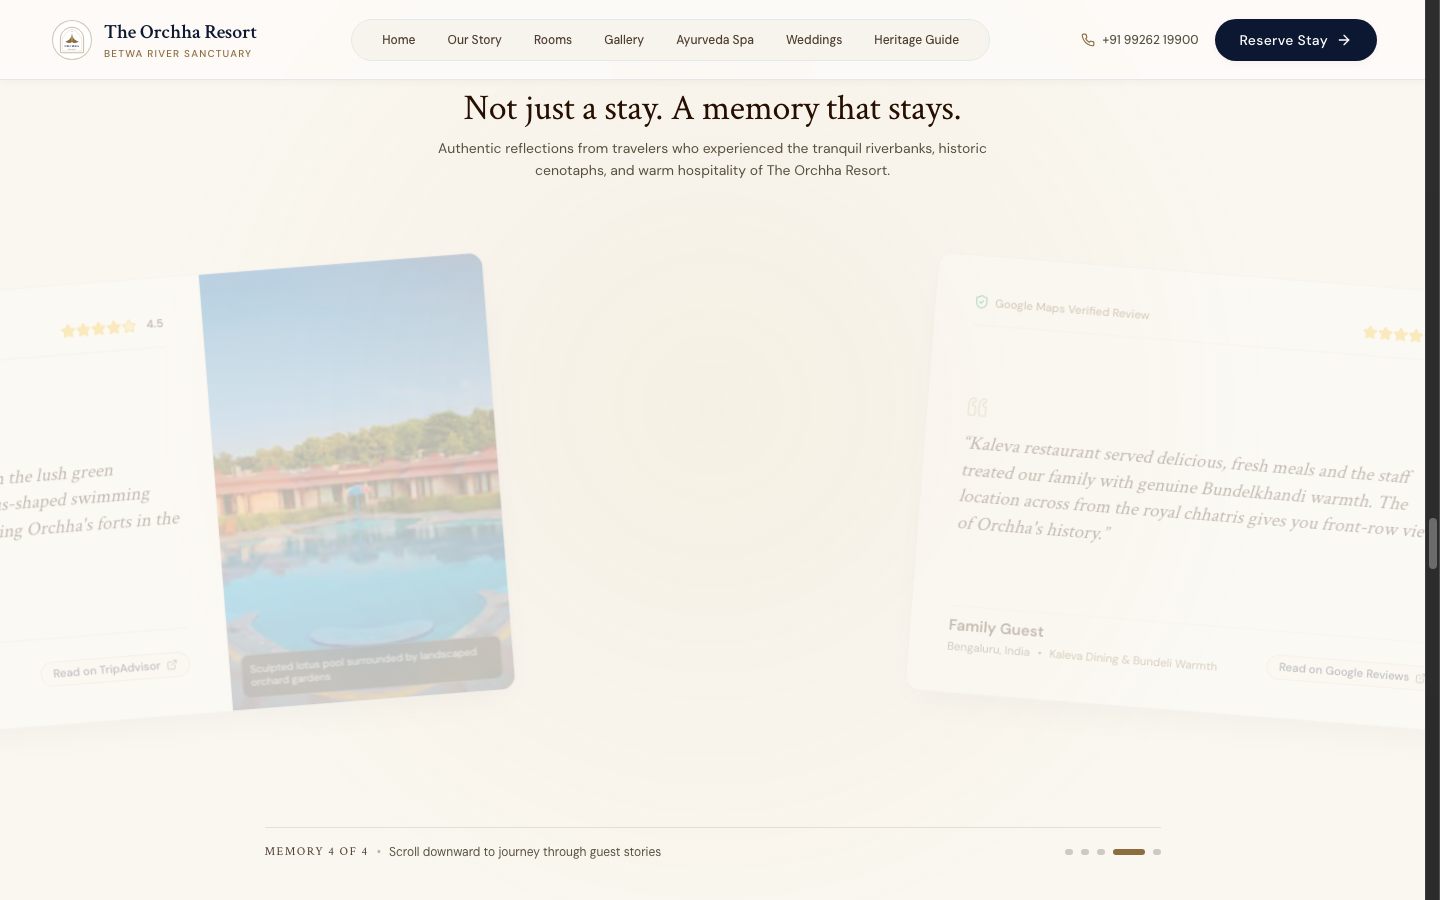 The Orchha Resort
BETWA RIVER SANCTUARY
Home
Our Story
Rooms
Gallery
Ayurveda Spa
Weddings
Heritage Guide
+91 99262 19900
Reserve Stay
Not just a stay. A memory that stays.
Authentic reflections from travelers who experienced the tranquil riverbanks, historic
cenotaphs, and warm hospitality of The Orchha Resort.
4.5
the lush green
s-shaped swimming
ing Orchha's forts in the
Read on TripAdvisor
Sculpted lotus pool surrounded by landscaped
orchard gardens
Google Maps Verified Review
“Kaleva restaurant served delicious, fresh meals and the staff
treated our family with genuine Bundelkhandi warmth. The
location across from the royal chhatris gives you front-row vie
of Orchha's history.”
Family Guest
Bengaluru, India • Kaleva Dining & Bundeli Warmth
Read on Google Reviews
MEMORY 4 OF 4 • Scroll downward to journey through guest stories